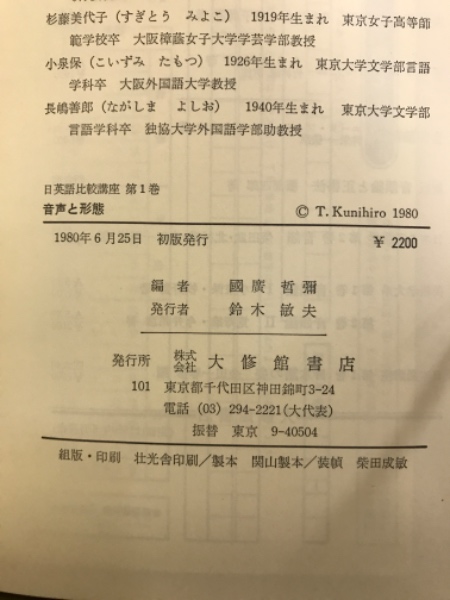 杉藤美代子（すぎとう　みよこ）　1919年生まれ　東京女子高等師
範学校卒　大阪樟蔭女子大学学芸学部教授
小泉保（こいずみ　たもつ）　1926年生まれ　東京大学文学部言語
学科卒　大阪外国語大学教授
長嶋善郎（ながしま　よしお）　1940年生まれ　東京大学文学部
言語学科卒　独協大学外国語学部助教授
日英語比較講座 第1巻
音声と形態
© T. Kunihiro 1980
1980年6月25日　初版発行　￥2200
編者　國廣哲彌
発行者　鈴木敏夫
発行所　株式会社 大修館書店
101　東京都千代田区神田錦町3-24
電話 (03) 294-2221(大代表)
振替　東京　9-40504
組版・印刷　壮光舎印刷／製本　関山製本／装幀　柴田成敏